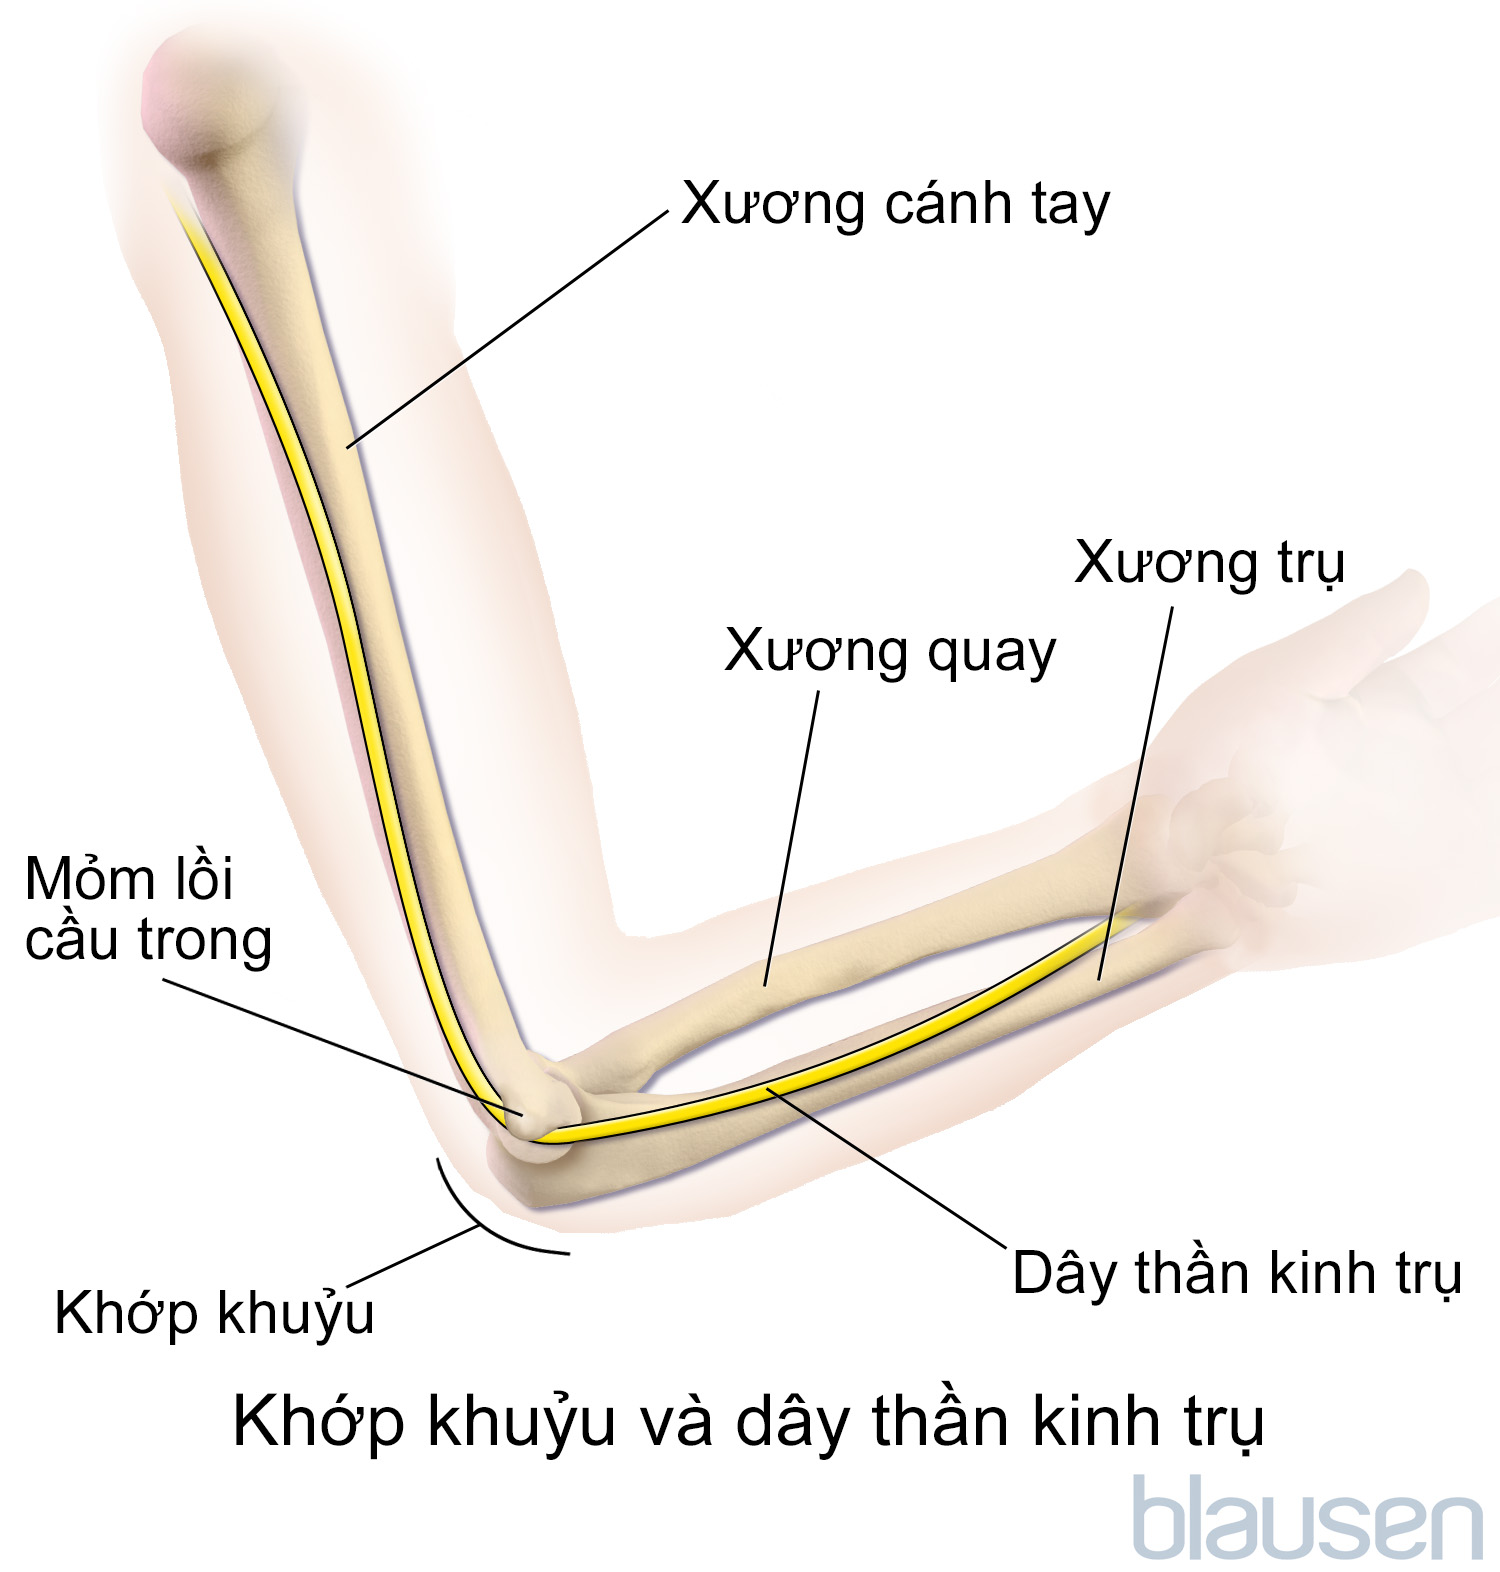 Xương cánh tay
Xương trụ
Xương quay
Mỏm lồi
cầu trong
Dây thần kinh trụ
Khớp khuỷu
Khớp khuỷu và dây thần kinh trụ
blausen